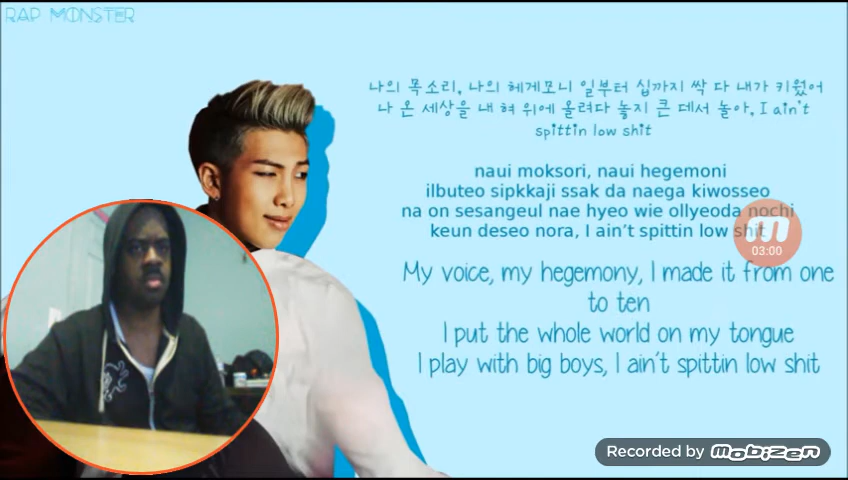 RAP MONSTER
나의 목소리, 나의 헤게모니 일부터 십까지 싹 다 내가 키웠어
나 온 세상을 내 혀 위에 올려다 놓지 큰 데서 놀아, I ain't
spittin low shit
naui moksori, naui hegemoni
ilbuteo sipkkaji ssak da naega kiwosseo
na on sesangeul nae hyeo wie ollyeoda nochi
keun deseo nora, I ain't spittin low shit
03:00
My voice, my hegemony, I made it from one
to ten
I put the whole world on my tongue
I play with big boys, I ain't spittin low shit
Recorded by mobizen